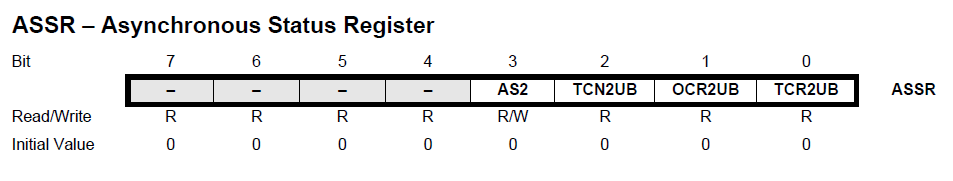 ASSR – Asynchronous Status Register
Bit 7 6 5 4 3 2 1 0
– – – – AS2 TCN2UB OCR2UB TCR2UB ASSR
Read/Write R R R R R/W R R R
Initial Value 0 0 0 0 0 0 0 0